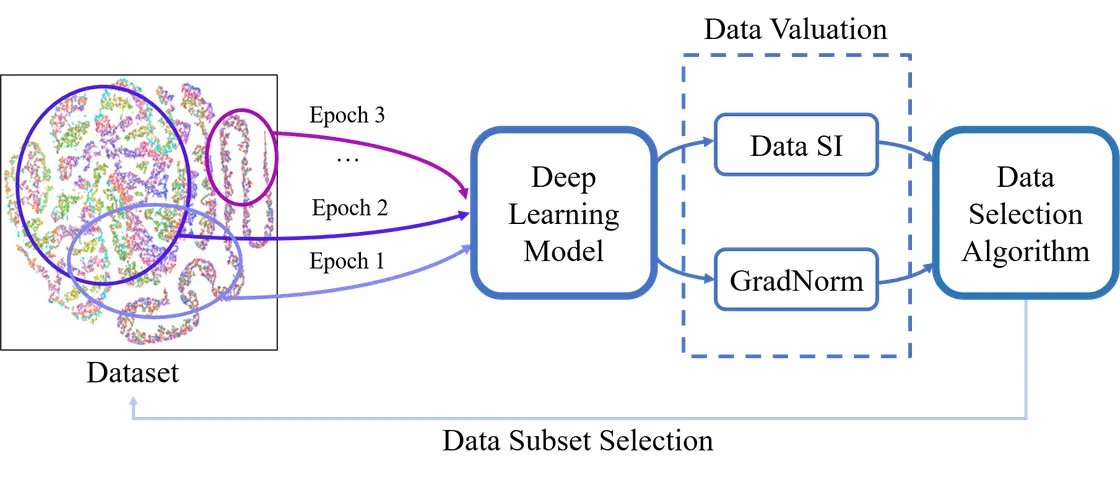 Data Valuation
Epoch 3
...
Epoch 2
Epoch 1
Dataset
Deep
Learning
Model
Data SI
GradNorm
Data
Selection
Algorithm
Data Subset Selection